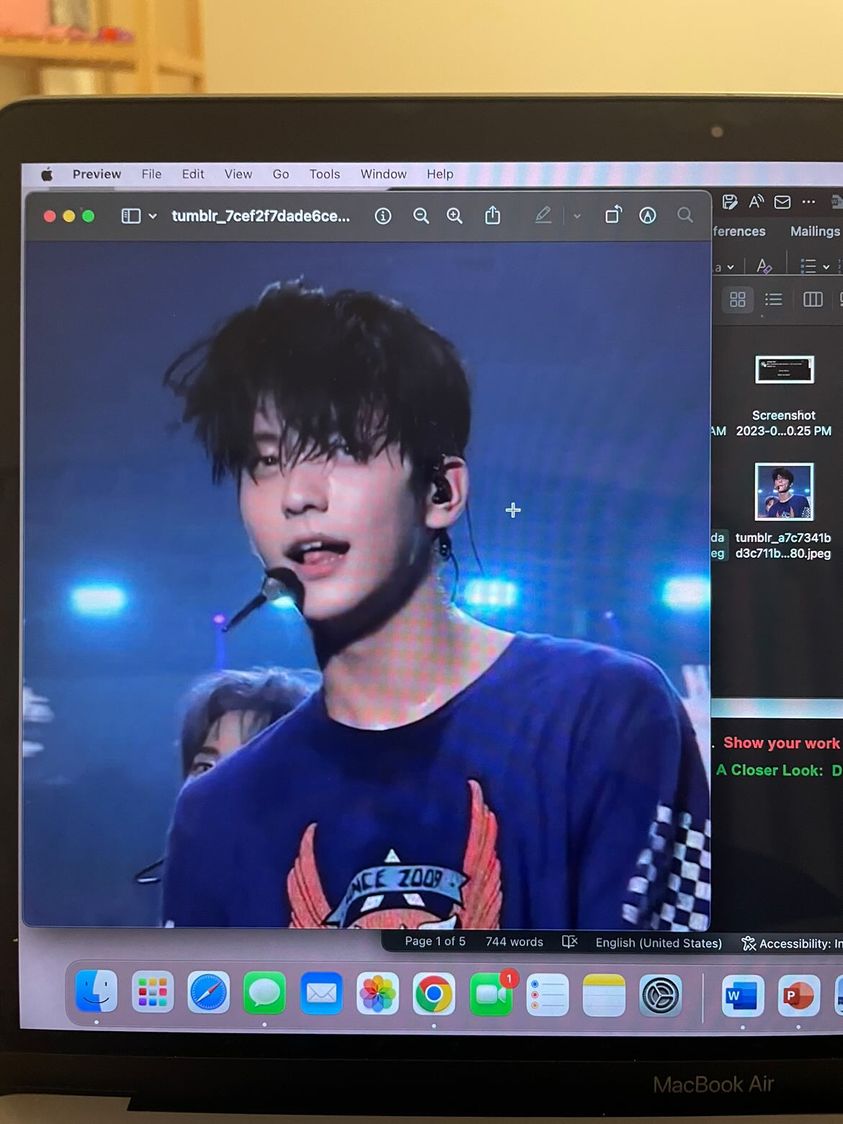 Preview File Edit View Go Tools Window Help
tumblr_7cef2f7dade6ce...
ferences Mailings
a
AM
Screenshot
2023-0...0.25 PM
da
eg
tumblr_a7c7341b
d3c711b...80.jpeg
NCE 2009
. Show your work
A Closer Look: D
Page 1 of 5 744 words English (United States) Accessibility: In
1
W
P
MacBook Air